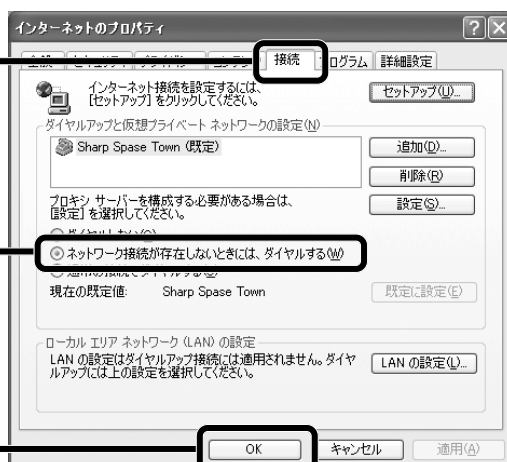 インターネットのプロパティ
接続
詳細設定
インターネット接続を設定するには、
[セットアップ] をクリックしてください。
セットアップ(U)...
ダイヤルアップと仮想プライベート ネットワークの設定(N)
Sharp Spase Town (既定)
追加(D)...
削除(R)
プロキシ サーバーを構成する必要がある場合は、
[設定] を選択してください。
設定(S)...
ネットワーク接続が存在しないときには、ダイヤルする(W)
現在の既定値: Sharp Spase Town
既定に設定(E)
ローカル エリア ネットワーク (LAN) の設定
LAN の設定はダイヤルアップ接続には適用されません。ダイヤ
ルアップには上の設定を選択してください。
LAN の設定(L)...
OK
キャンセル
適用(A)